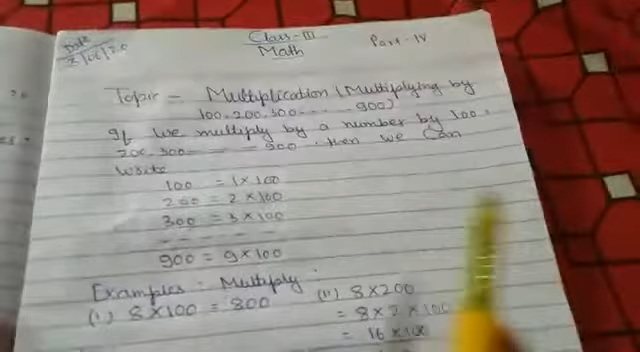 Class-III
Math
Part-IV
Date
Topic - Multiplication (Multiplying by
100, 200, 300 ...... 900)
If we multiply by a number by 100,
200, 300 ------ 900, then we can
write
100 = 1×100
200 = 2×100
300 = 3×100
- - - - - -
900 = 9×100
Examples: Multiply.
(i) 8×100 = 800
(ii) 8×200
= 8×2×100
= 16×100